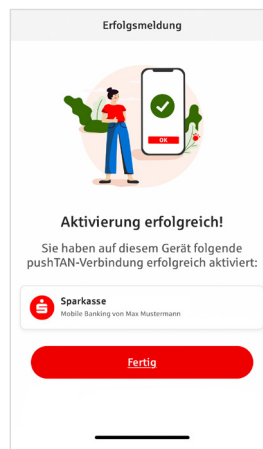 Erfolgsmeldung
OK
Aktivierung erfolgreich!
Sie haben auf diesem Gerät folgende
pushTAN-Verbindung erfolgreich aktiviert:
Sparkasse
Mobile Banking von Max Mustermann
Fertig